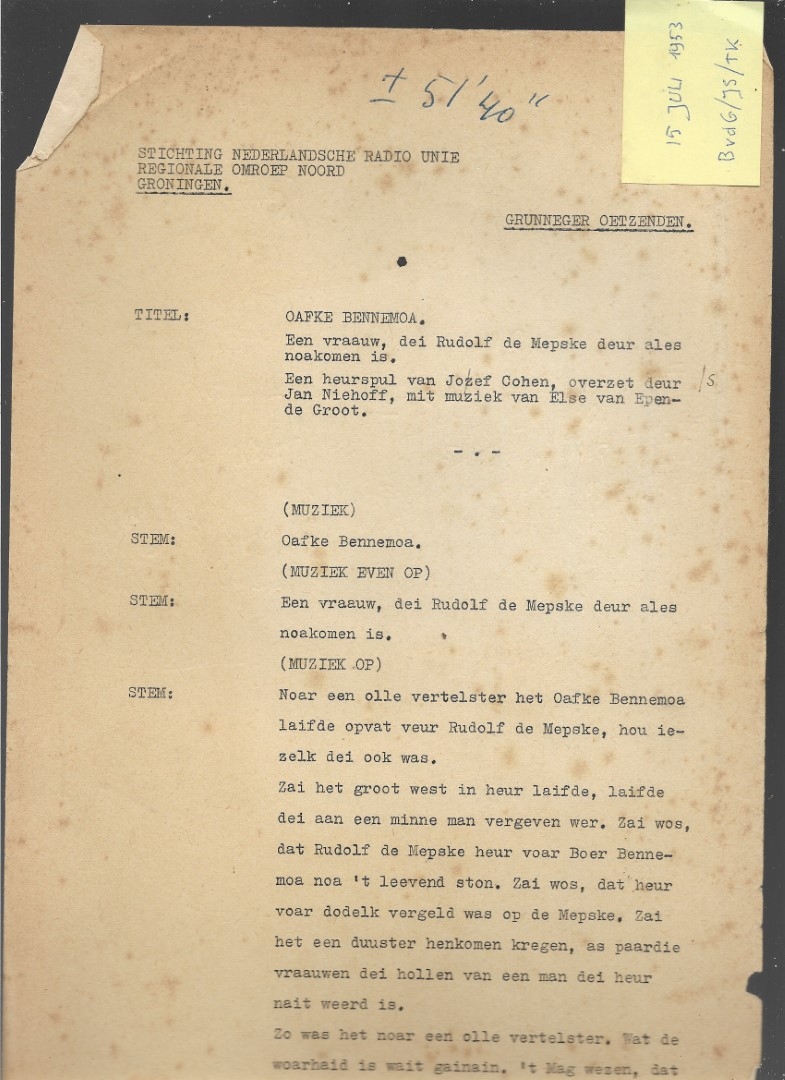 ± 51' 40"
15 JULI 1953
BvdG/JS/TK
STICHTING NEDERLANDSCHE RADIO UNIE
REGIONALE OMROEP NOORD
GRONINGEN.
GRUNNEGER OETZENDEN.
TITEL: OAFKE BENNEMOA.
Een vraauw, dei Rudolf de Mepske deur ales
noakomen is.
Een heurspul van Jozef Cohen, overzet deur /s
Jan Niehoff, mit muziek van Else van Epen-
de Groot.
- . -
(MUZIEK)
STEM: Oafke Bennemoa.
(MUZIEK EVEN OP)
STEM: Een vraauw, dei Rudolf de Mepske deur ales
noakomen is.
(MUZIEK OP)
STEM: Noar een olle vertelster het Oafke Bennemoa
laifde opvat veur Rudolf de Mepske, hou ie-
zelk dei ook was.
Zai het groot west in heur laifde, laifde
dei aan een minne man vergeven wer. Zai wos,
dat Rudolf de Mepske heur voar Boer Benne-
moa noa 't leevend ston. Zai wos, dat heur
voar dodelk vergeld was op de Mepske. Zai
het een duuster henkomen kregen, as paardie
vraauwen dei hollen van een man dei heur
nait weerd is.
Zo was het noar een olle vertelster. Wat de
woarhaid is wait gainain. 't Mag wezen, dat